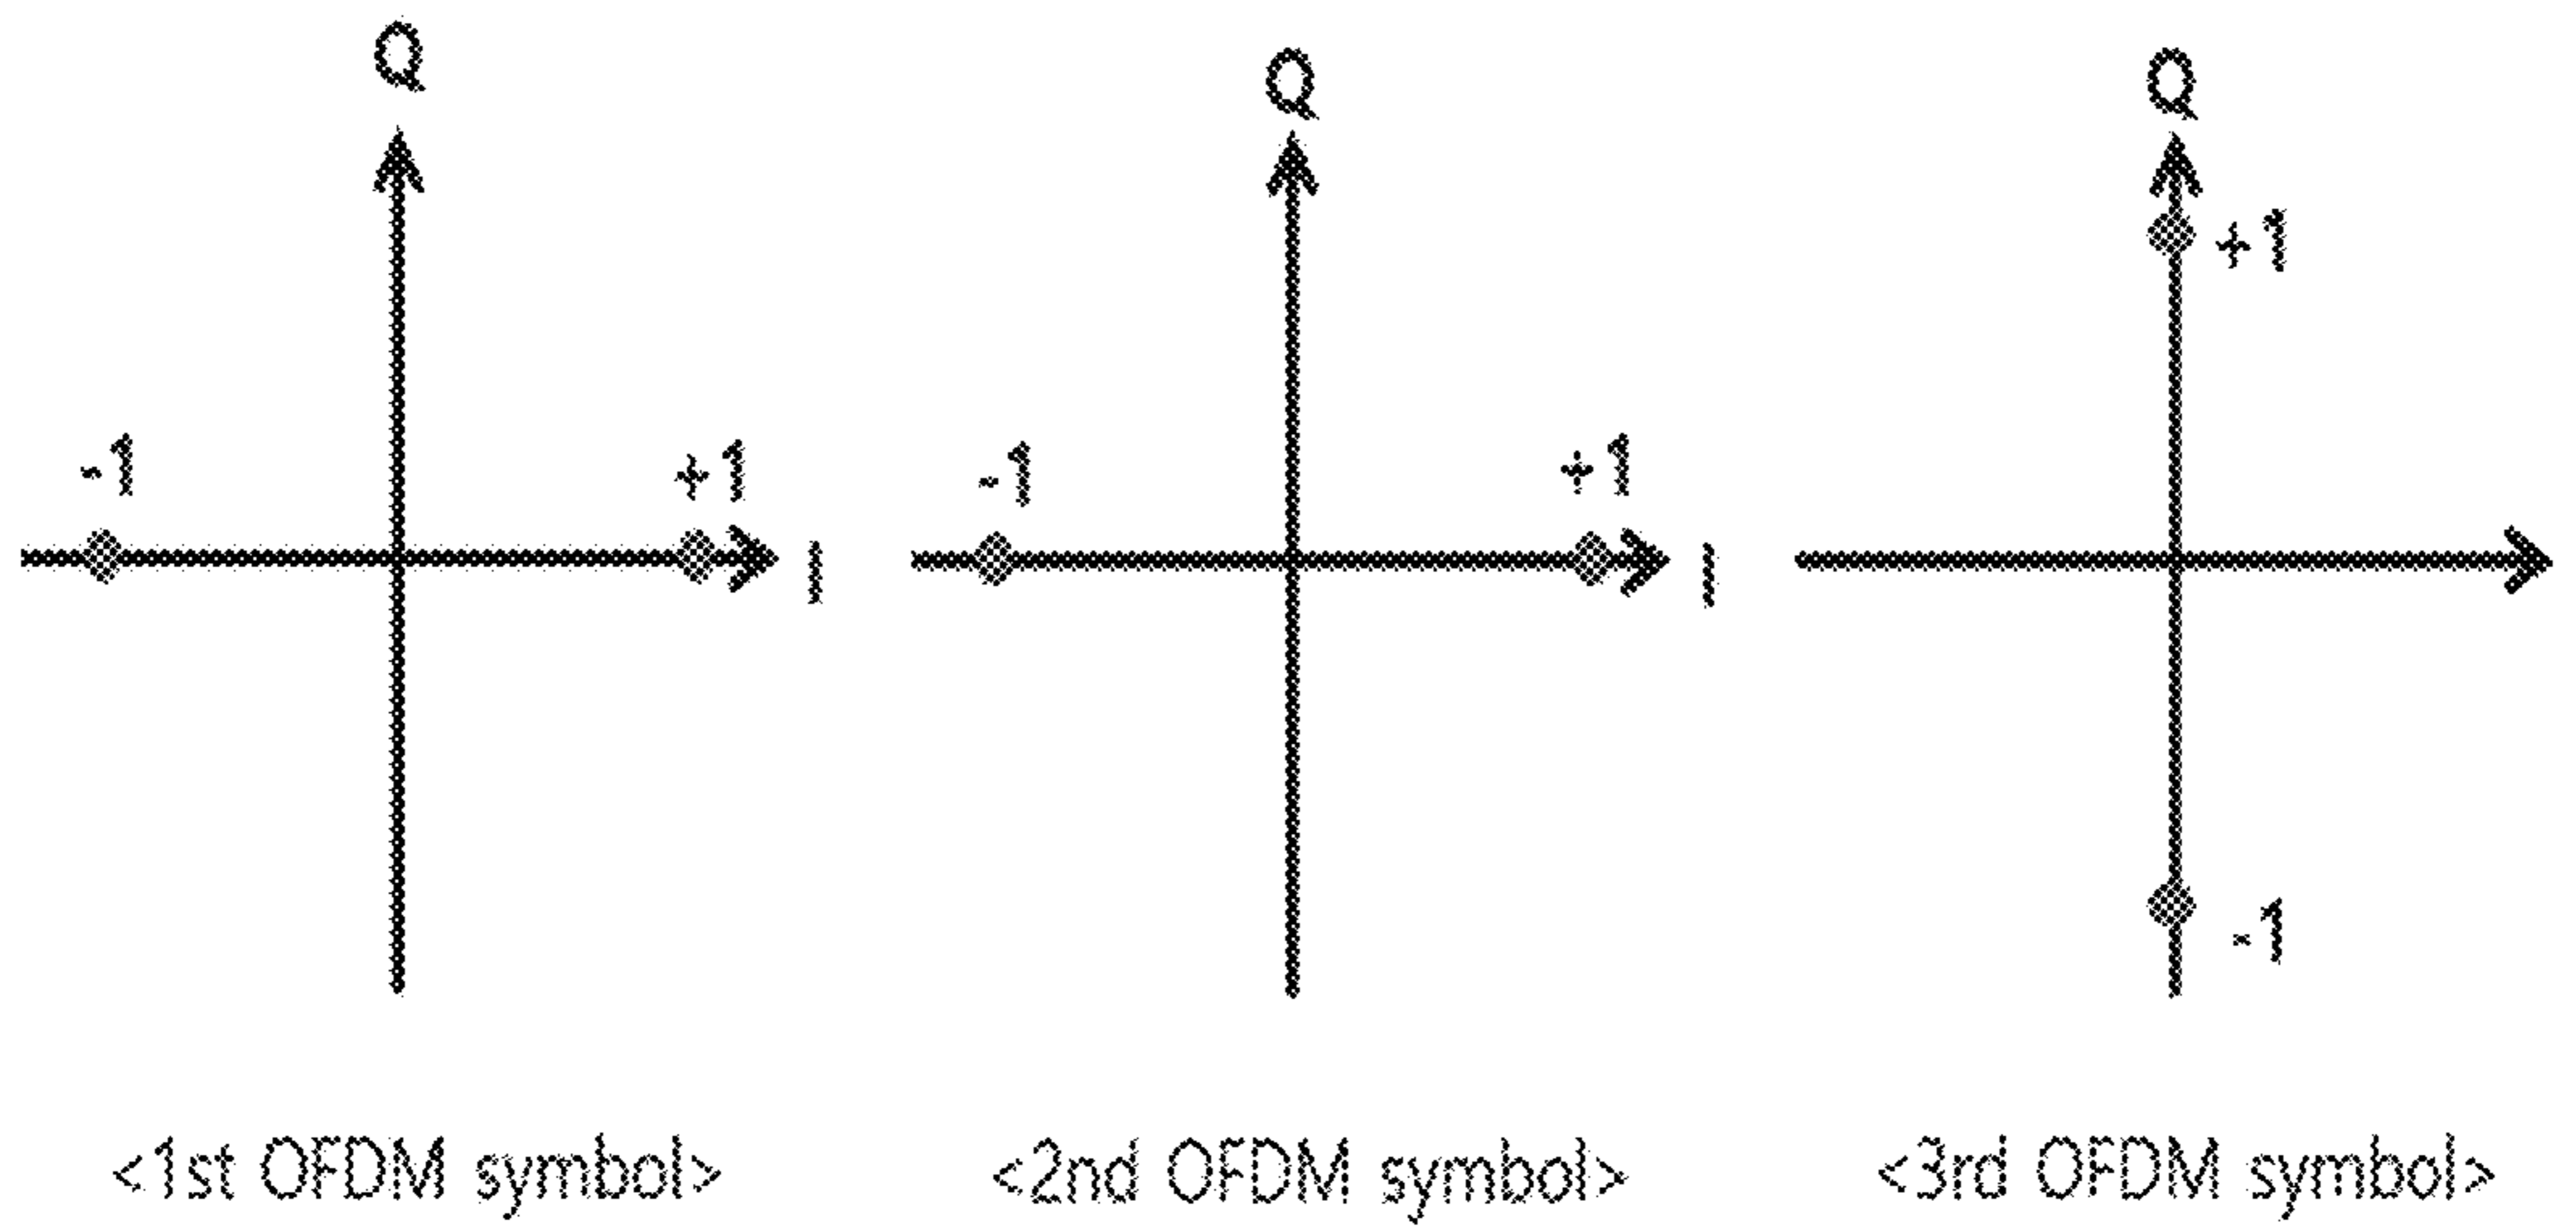 Q
-1
+1
I
<1st OFDM symbol>
Q
-1
+1
I
<2nd OFDM symbol>
Q
+1
-1
<3rd OFDM symbol>